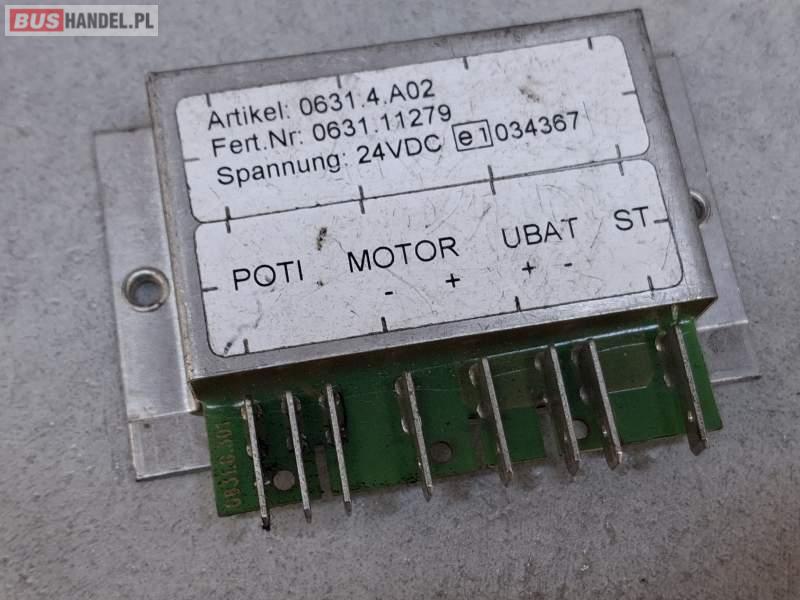 BUSHANDEL.PL
Artikel: 0631.4.A02
Fert.Nr: 0631.11279
Spannung: 24VDC e1 034367
POTI MOTOR UBAT ST
- + + -